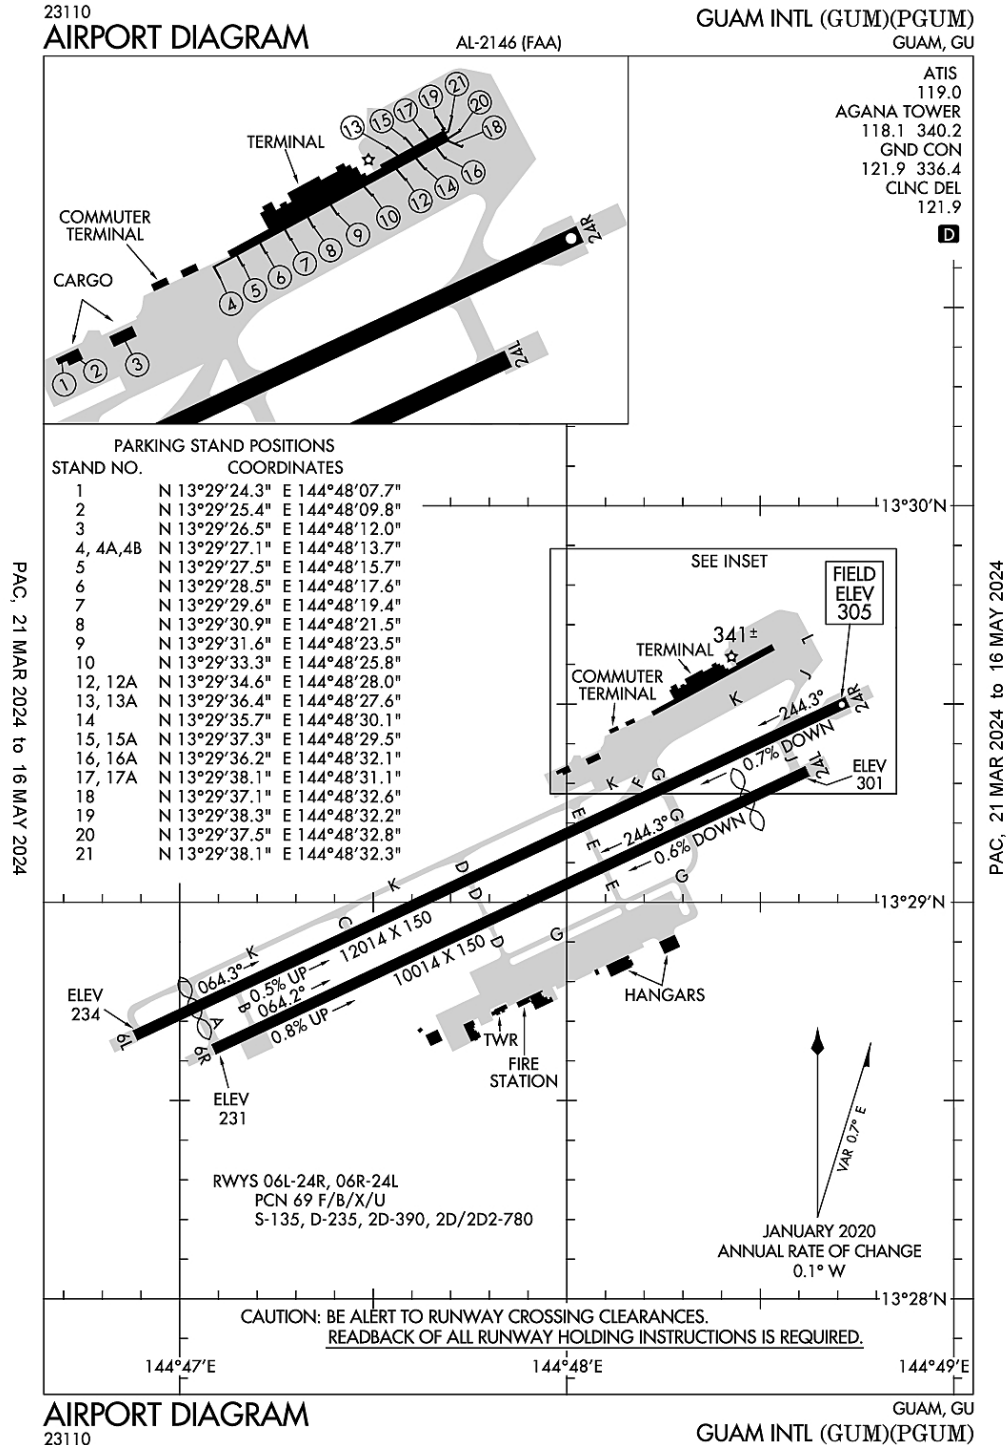 23110
AIRPORT DIAGRAM
AL-2146 (FAA)
GUAM INTL (GUM)(PGUM)
GUAM, GU
ATIS
119.0
AGANA TOWER
118.1 340.2
GND CON
121.9 336.4
CLNC DEL
121.9
D
TERMINAL
COMMUTER
TERMINAL
CARGO
1
2
3
4
5
6
7
8
9
10
12
14
16
18
20
21
19
17
15
13
24R
24L
PARKING STAND POSITIONS
STAND NO. COORDINATES
1 N 13°29'24.3" E 144°48'07.7"
2 N 13°29'25.4" E 144°48'09.8"
3 N 13°29'26.5" E 144°48'12.0"
4, 4A,4B N 13°29'27.1" E 144°48'13.7"
5 N 13°29'27.5" E 144°48'15.7"
6 N 13°29'28.5" E 144°48'17.6"
7 N 13°29'29.6" E 144°48'19.4"
8 N 13°29'30.9" E 144°48'21.5"
9 N 13°29'31.6" E 144°48'23.5"
10 N 13°29'33.3" E 144°48'25.8"
12, 12A N 13°29'34.6" E 144°48'28.0"
13, 13A N 13°29'36.4" E 144°48'27.6"
14 N 13°29'35.7" E 144°48'30.1"
15, 15A N 13°29'37.3" E 144°48'29.5"
16, 16A N 13°29'36.2" E 144°48'32.1"
17, 17A N 13°29'38.1" E 144°48'31.1"
18 N 13°29'37.1" E 144°48'32.6"
19 N 13°29'38.3" E 144°48'32.2"
20 N 13°29'37.5" E 144°48'32.8"
21 N 13°29'38.1" E 144°48'32.3"
PAC, 21 MAR 2024 to 16 MAY 2024
PAC, 21 MAR 2024 to 16 MAY 2024
13°30'N
SEE INSET
FIELD
ELEV
305
341±
TERMINAL
COMMUTER
TERMINAL
L
J
K
244.3°
24R
0.7% DOWN
J
24L
ELEV
301
K
F
G
E
E
E
244.3°
G
0.6% DOWN
G
G
13°29'N
K
D
D
D
G
K
12014 X 150
10014 X 150
064.3°
0.5% UP
B
064.2°
0.8% UP
A
6L
6R
ELEV
234
ELEV
231
HANGARS
TWR
FIRE
STATION
VAR 0.7° E
JANUARY 2020
ANNUAL RATE OF CHANGE
0.1° W
RWYS 06L-24R, 06R-24L
PCN 69 F/B/X/U
S-135, D-235, 2D-390, 2D/2D2-780
13°28'N
CAUTION: BE ALERT TO RUNWAY CROSSING CLEARANCES.
READBACK OF ALL RUNWAY HOLDING INSTRUCTIONS IS REQUIRED.
144°47'E
144°48'E
144°49'E
AIRPORT DIAGRAM
23110
GUAM, GU
GUAM INTL (GUM)(PGUM)